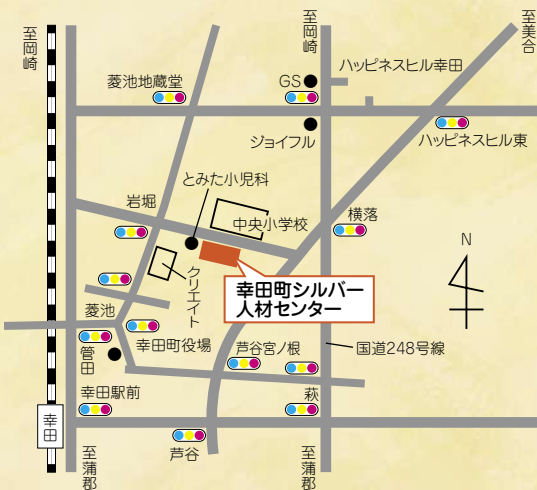 至岡崎
至岡崎
至美合
菱池地蔵堂
GS
ハッピネスヒル幸田
ジョイフル
ハッピネスヒル東
とみた小児科
岩堀
中央小学校
横落
N
クリエイト
幸田町シルバー
人材センター
菱池
幸田町役場
菅田
芦谷宮ノ根
国道248号線
幸田駅前
萩
幸田
芦谷
至蒲郡
至蒲郡